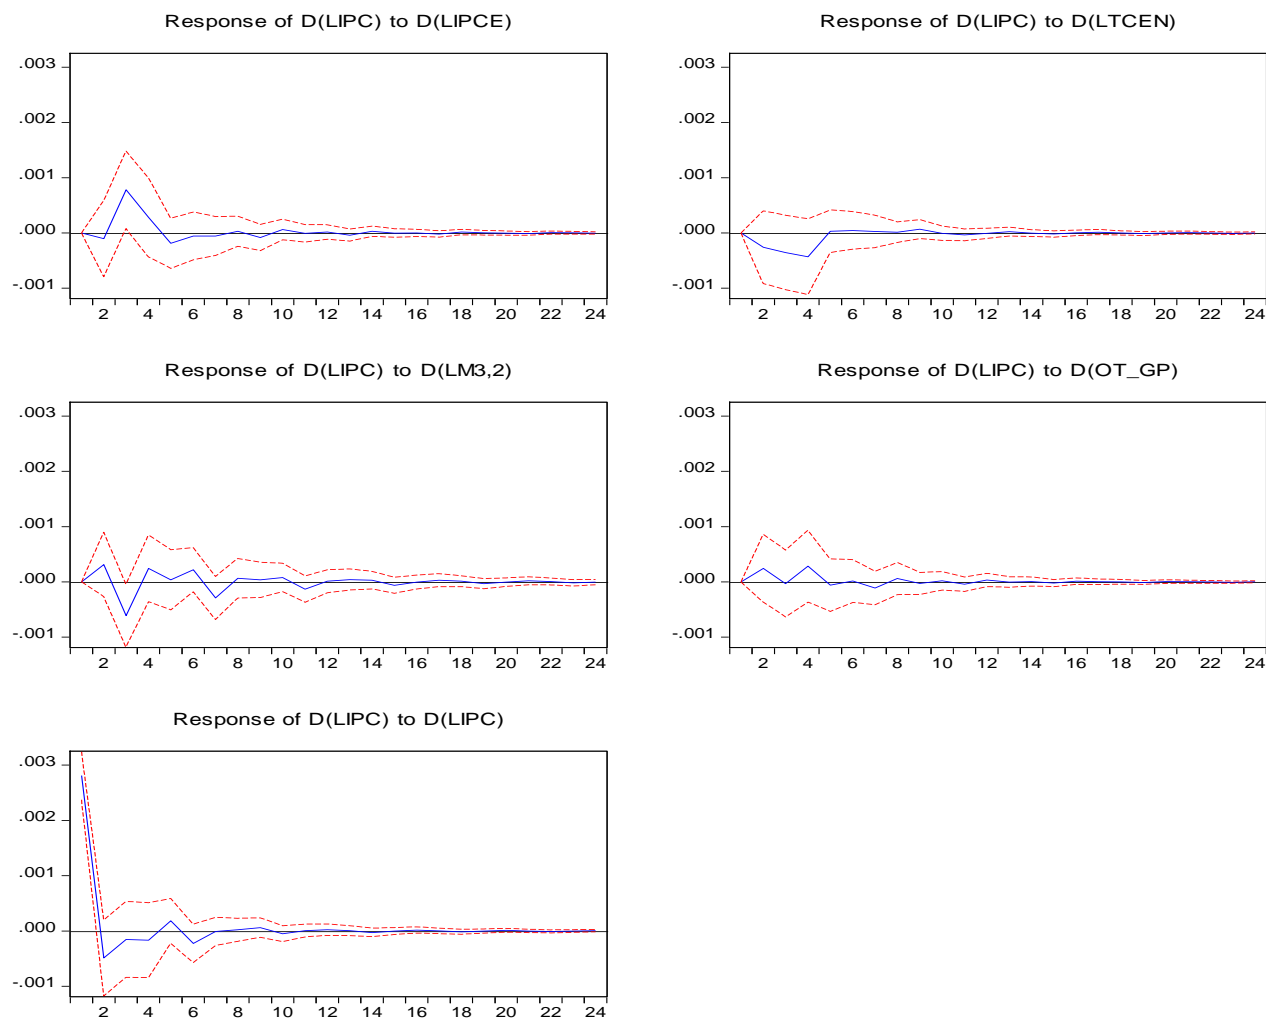 Response of D(LIPC) to D(LIPCE)
.003
.002
.001
.000
-.001
2 4 6 8 10 12 14 16 18 20 22 24
Response of D(LIPC) to D(LTCEN)
.003
.002
.001
.000
-.001
2 4 6 8 10 12 14 16 18 20 22 24
Response of D(LIPC) to D(LM3,2)
.003
.002
.001
.000
-.001
2 4 6 8 10 12 14 16 18 20 22 24
Response of D(LIPC) to D(OT_GP)
.003
.002
.001
.000
-.001
2 4 6 8 10 12 14 16 18 20 22 24
Response of D(LIPC) to D(LIPC)
.003
.002
.001
.000
-.001
2 4 6 8 10 12 14 16 18 20 22 24